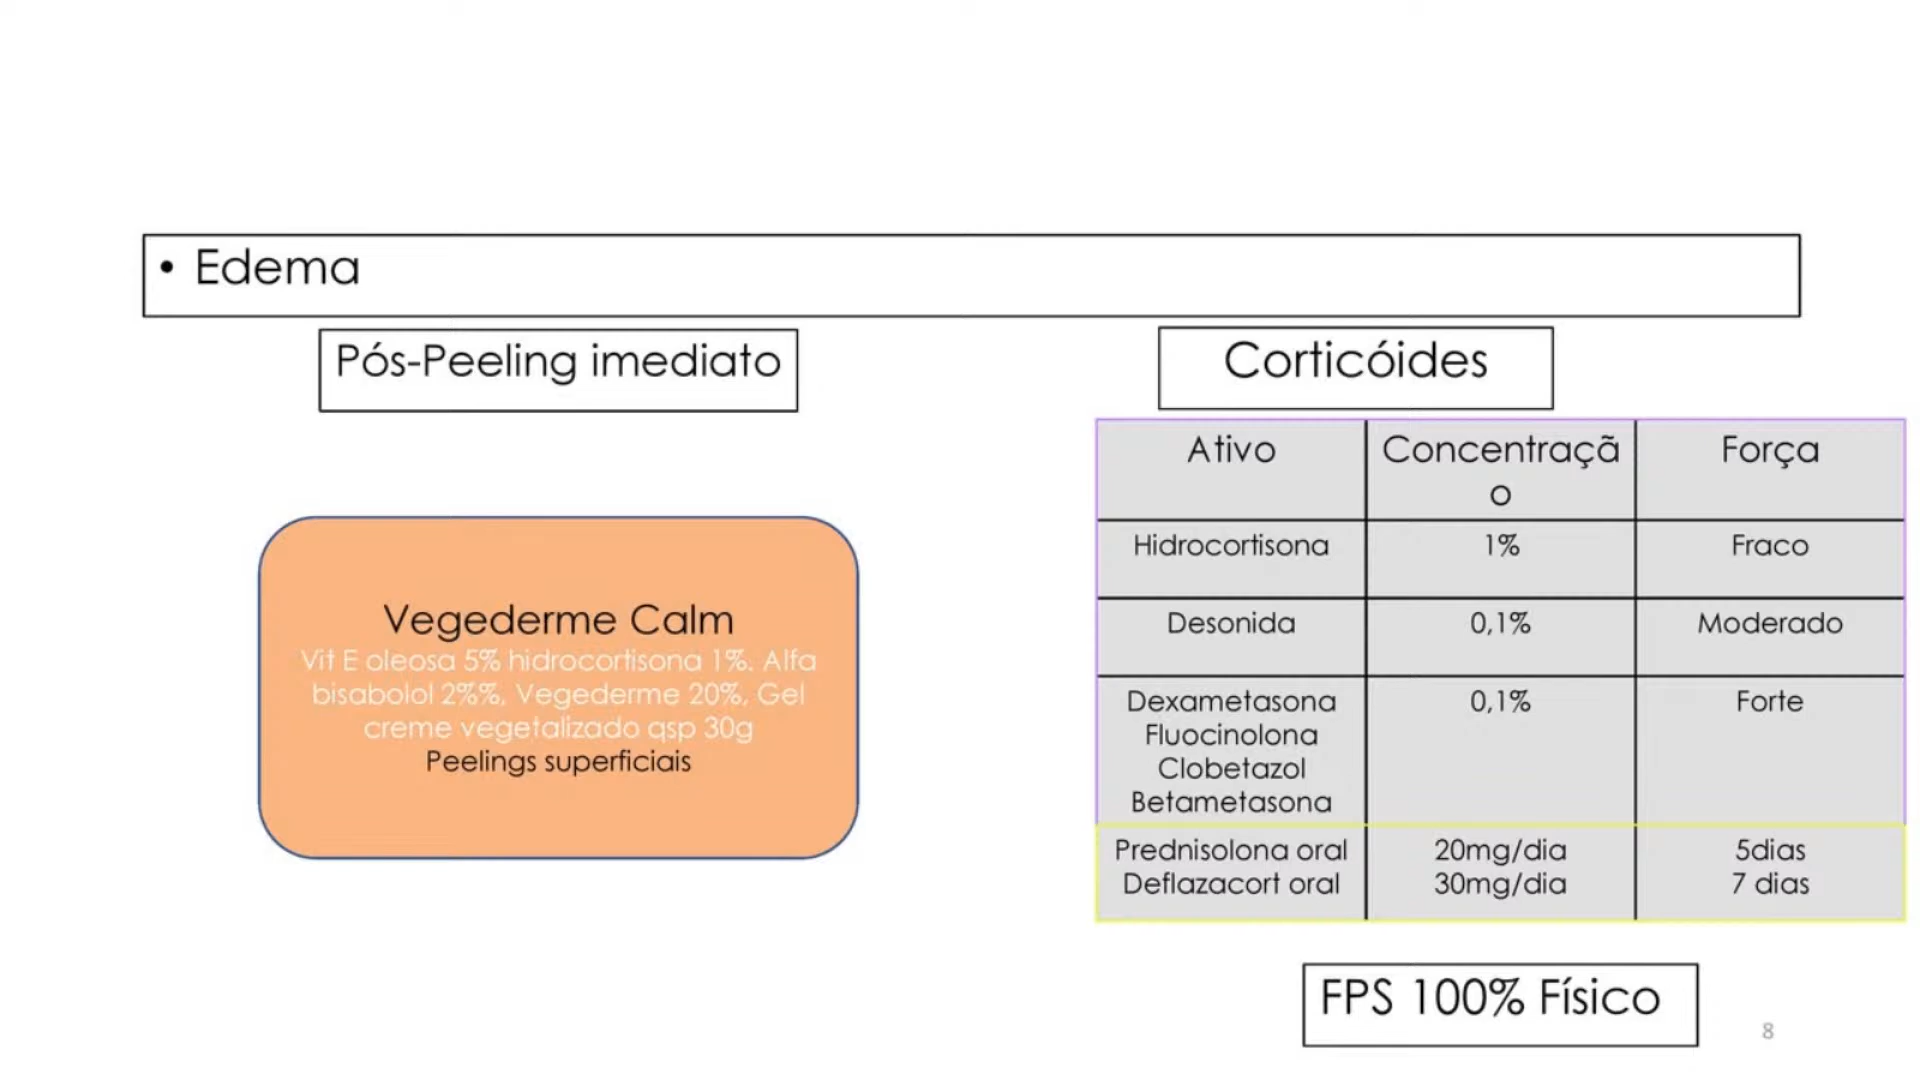 • Edema
Pós-Peeling imediato
Vegederme Calm
Vit E oleosa 5% hidrocortisona 1%. Alfa
bisabolol 2%%, Vegederme 20%, Gel
creme vegetalizado qsp 30g
Peelings superficiais
Corticóides
Ativo Concentraçã Força
o
Hidrocortisona 1% Fraco
Desonida 0,1% Moderado
Dexametasona 0,1% Forte
Fluocinolona
Clobetazol
Betametasona
Prednisolona oral 20mg/dia 5dias
Deflazacort oral 30mg/dia 7 dias
FPS 100% Físico
8